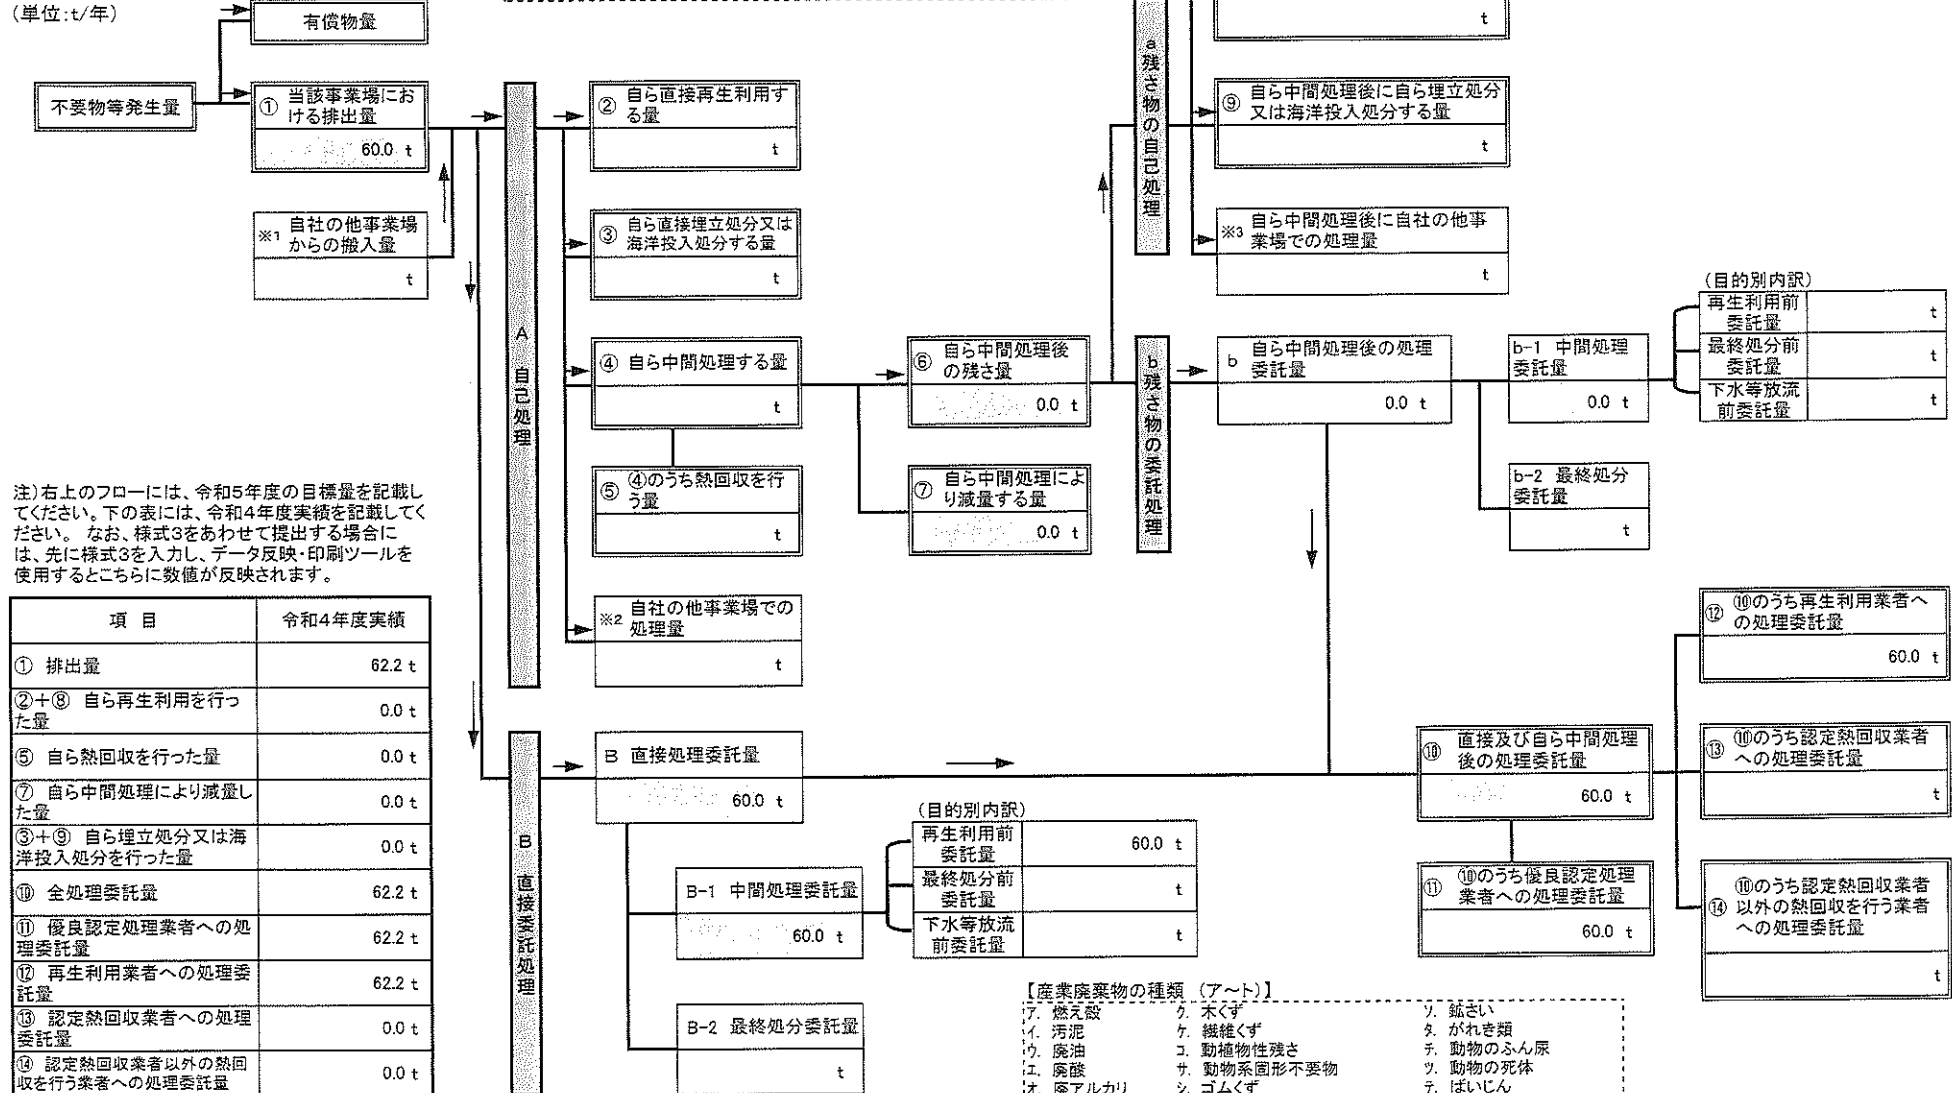 (単位:t/年)
有償物量
t
不要物等発生量
① 当該事業場にお
ける排出量
60.0 t
※1 自社の他事業場
からの搬入量
t
A 自己処理
② 自ら直接再生利用す
る量
t
③ 自ら直接埋立処分又は
海洋投入処分する量
t
④ 自ら中間処理する量
t
⑤ ④のうち熱回収を行
う量
t
※2 自社の他事業場での
処理量
t
⑥ 自ら中間処理後
の残さ量
0.0 t
⑦ 自ら中間処理によ
り減量する量
0.0 t
a 残さ物の自己処理
⑨ 自ら中間処理後に自ら埋立処分
又は海洋投入処分する量
t
※3 自ら中間処理後に自社の他事
業場での処理量
t
b 残さ物の委託処理
b 自ら中間処理後の処理
委託量
0.0 t
b-1 中間処理
委託量
0.0 t
b-2 最終処分
委託量
t
(目的別内訳)
再生利用前
委託量
t
最終処分前
委託量
t
下水等放流
前委託量
t
注)右上のフローには、令和5年度の目標量を記載し
てください。下の表には、令和4年度実績を記載してく
ださい。 なお、様式3をあわせて提出する場合に
は、先に様式3を入力し、データ反映・印刷ツールを
使用するとこちらに数値が反映されます。
項 目 令和4年度実績
① 排出量 62.2 t
②+⑧ 自ら再生利用を行っ
た量 0.0 t
⑤ 自ら熱回収を行った量 0.0 t
⑦ 自ら中間処理により減量し
た量 0.0 t
③+⑨ 自ら埋立処分又は海
洋投入処分を行った量 0.0 t
⑩ 全処理委託量 62.2 t
⑪ 優良認定処理業者への処
理委託量 62.2 t
⑫ 再生利用業者への処理委
託量 62.2 t
⑬ 認定熱回収業者への処理
委託量 0.0 t
⑭ 認定熱回収業者以外の熱回
収を行う業者への処理委託量 0.0 t
B 直接委託処理
B 直接処理委託量
60.0 t
B-1 中間処理委託量
60.0 t
B-2 最終処分委託量
t
(目的別内訳)
再生利用前
委託量
60.0 t
最終処分前
委託量
t
下水等放流
前委託量
t
⑩ 直接及び自ら中間処理
後の処理委託量
60.0 t
⑪ ⑩のうち優良認定処理
業者への処理委託量
60.0 t
⑫ ⑩のうち再生利用業者へ
の処理委託量
60.0 t
⑬ ⑩のうち認定熱回収業者
への処理委託量
t
⑭ ⑩のうち認定熱回収業者
以外の熱回収を行う業者
への処理委託量
t
【産業廃棄物の種類 (ア~ト)】
ア. 燃え殻 ク. 木くず ソ. 鉱さい
イ. 汚泥 ケ. 繊維くず タ. がれき類
ウ. 廃油 コ. 動植物性残さ チ. 動物のふん尿
エ. 廃酸 サ. 動物系固形不要物 ツ. 動物の死体
オ. 廃アルカリ シ. ゴムくず テ. ばいじん